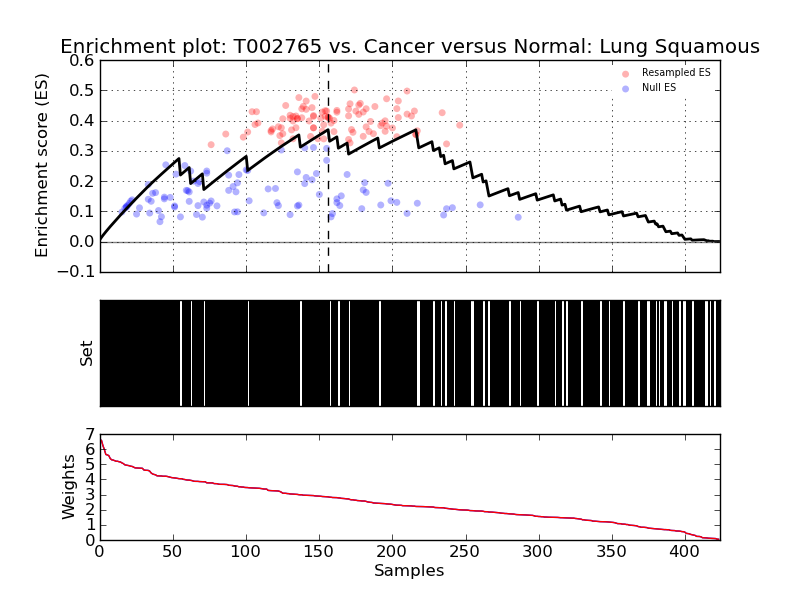 Enrichment plot: T002765 vs. Cancer versus Normal: Lung Squamous
0.6
0.5
0.4
0.3
0.2
0.1
0.0
−0.1
Enrichment score (ES)
Resampled ES
Null ES
Set
7
6
5
4
3
2
1
0
Weights
0 50 100 150 200 250 300 350 400
Samples